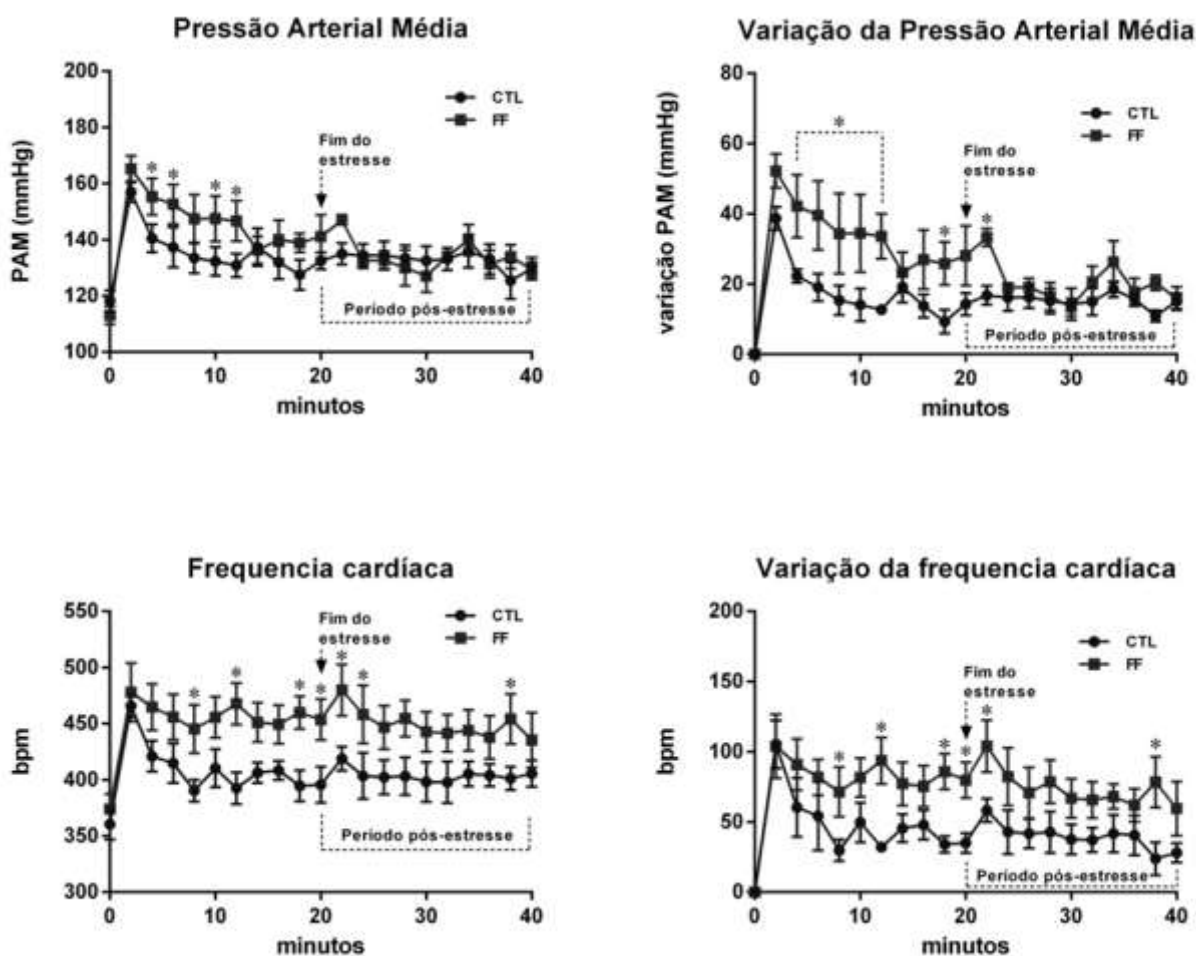 Pressão Arterial Média
200
180
160
140
120
100
PAM (mmHg)
CTL
FF
Fim do
estresse
* * * *
Período pós-estresse
0 10 20 30 40
minutos
Variação da Pressão Arterial Média
80
60
40
20
0
variação PAM (mmHg)
CTL
FF
*
Fim do
estresse
* *
Período pós-estresse
0 10 20 30 40
minutos
Frequencia cardíaca
550
500
450
400
350
300
bpm
Fim do
estresse
CTL
FF
* * * * * * *
Período pós-estresse
0 10 20 30 40
minutos
Variação da frequencia cardíaca
200
150
100
50
0
bpm
CTL
FF
Fim do
estresse
* * * * * *
Período pós-estresse
0 10 20 30 40
minutos